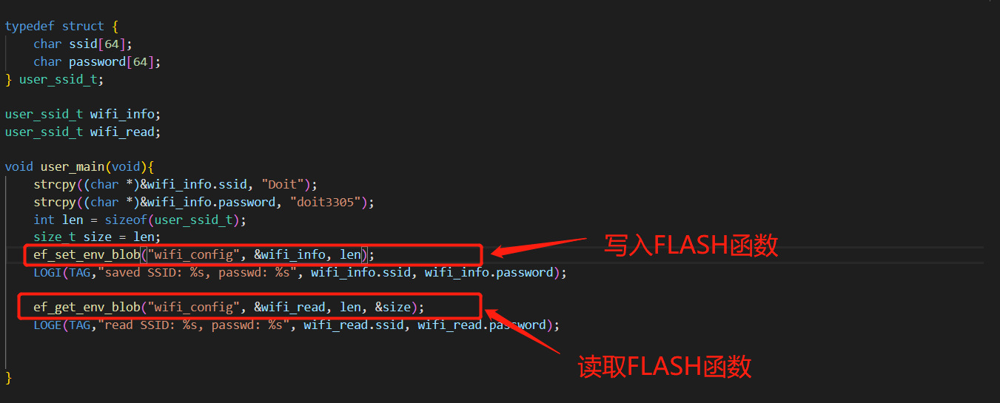 typedef struct {
    char ssid[64];
    char password[64];
} user_ssid_t;

user_ssid_t wifi_info;
user_ssid_t wifi_read;

void user_main(void){
    strcpy((char *)&wifi_info.ssid, "Doit");
    strcpy((char *)&wifi_info.password, "doit3305");
    int len = sizeof(user_ssid_t);
    size_t size = len;
    ef_set_env_blob("wifi_config", &wifi_info, len);
写入FLASH函数
    LOGI(TAG,"saved SSID: %s, passwd: %s", wifi_info.ssid, wifi_info.password);

    ef_get_env_blob("wifi_config", &wifi_read, len, &size);
    LOGE(TAG,"read SSID: %s, passwd: %s", wifi_read.ssid, wifi_read.password);
读取FLASH函数
}